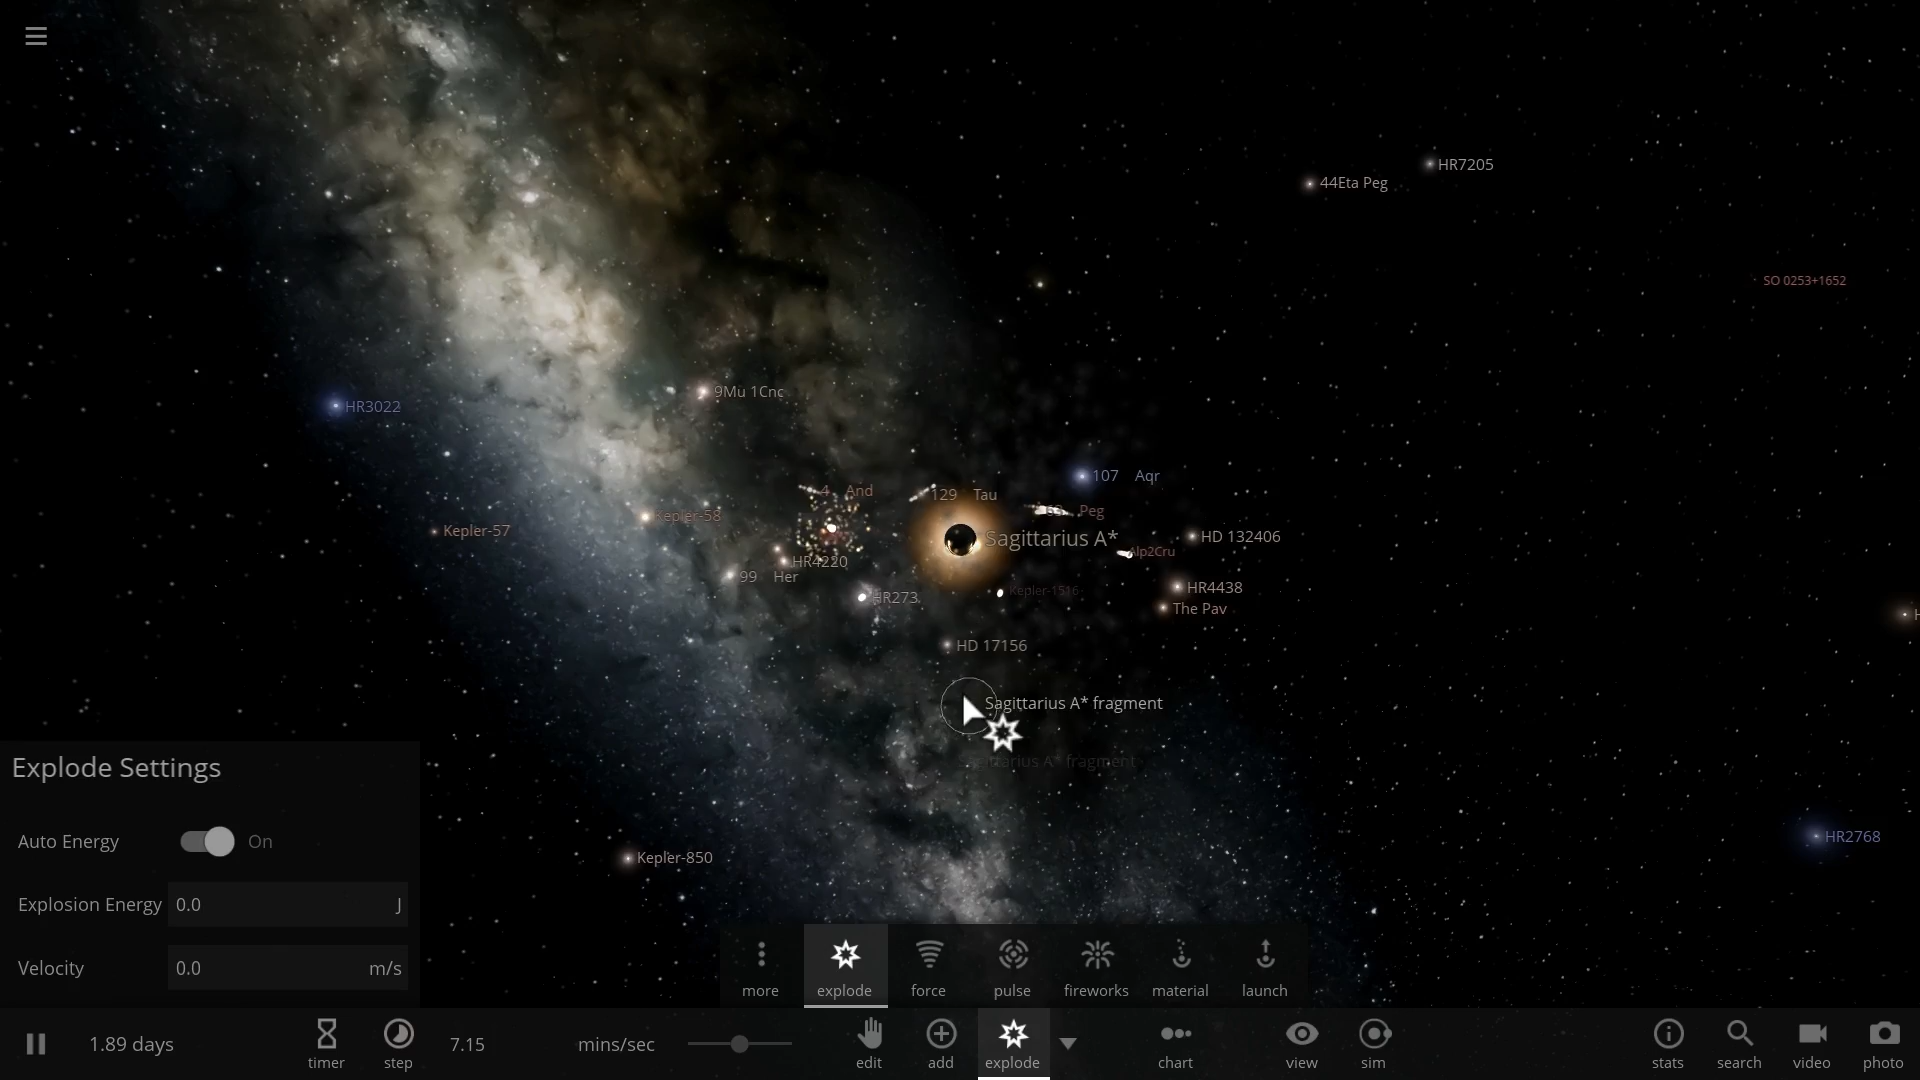 HR7205
44Eta Peg
SO 0253+1652
9Mu 1Cnc
HR3022
107 Aqr
4 And
129 Tau
Peg
Kepler-58
Kepler-57
Sagittarius A*
HD 132406
Alp2Cru
HR4220
99 Her
HR4438
Kepler-1516
HR273
The Pav
H
HD 17156
Sagittarius A* fragment
Sagittarius A* fragment
Explode Settings
HR2768
Auto Energy On
Kepler-850
Explosion Energy 0.0 J
Velocity 0.0 m/s
more explode force pulse fireworks material launch
1.89 days timer step 7.15 mins/sec edit add explode chart view sim stats search video photo